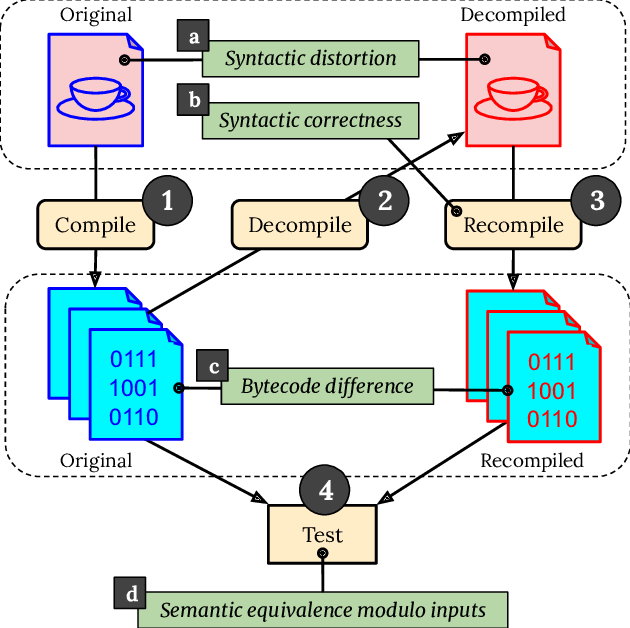 Original
Decompiled
a
Syntactic distortion
b
Syntactic correctness
1
2
3
Compile
Decompile
Recompile
0111
1001
0110
c
Bytecode difference
0111
1001
0110
Original
Recompiled
4
Test
d
Semantic equivalence modulo inputs